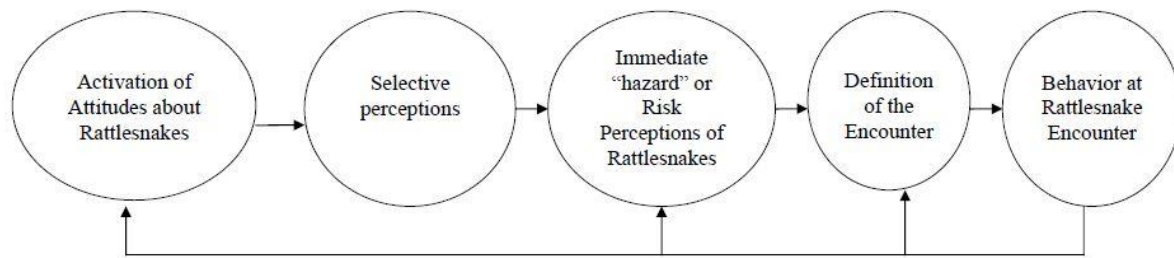 Activation of
Attitudes about
Rattlesnakes
Selective
perceptions
Immediate
“hazard” or
Risk
Perceptions of
Rattlesnakes
Definition
of the
Encounter
Behavior at
Rattlesnake
Encounter